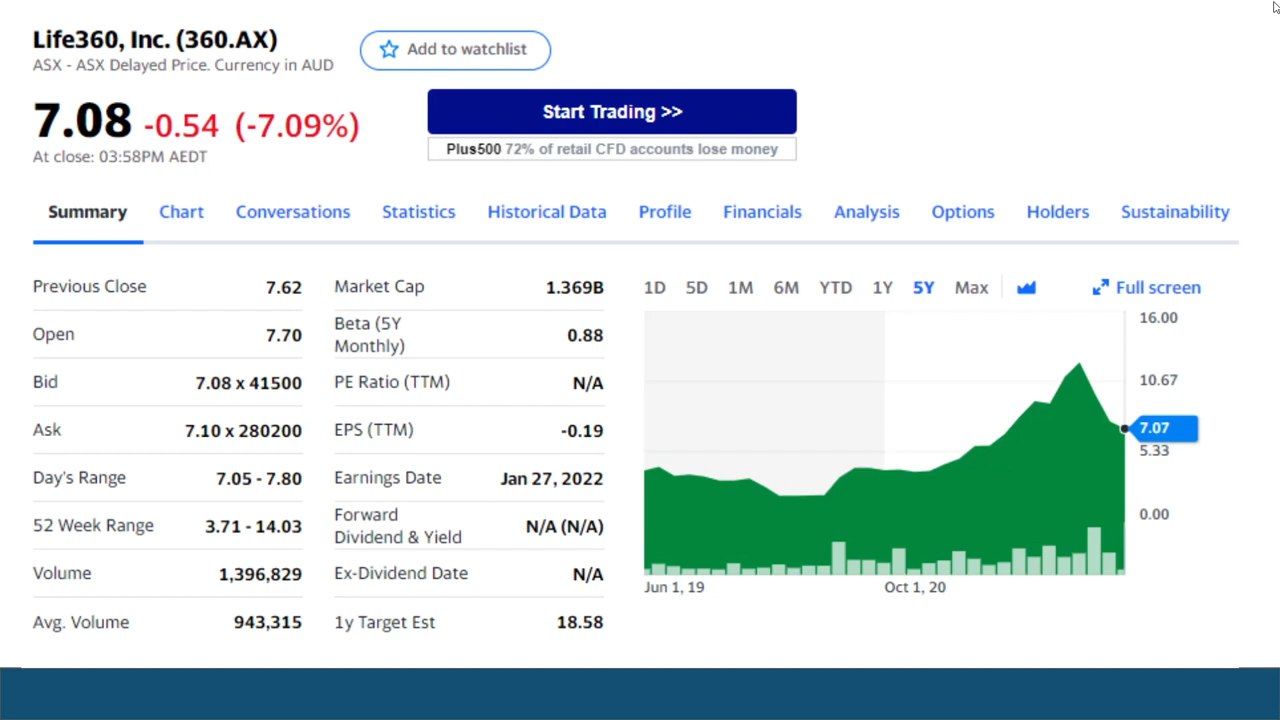 Life360, Inc. (360.AX)
ASX - ASX Delayed Price. Currency in AUD
Add to watchlist
7.08 -0.54 (-7.09%)
At close: 03:58PM AEDT
Start Trading >>
Plus500 72% of retail CFD accounts lose money
Summary Chart Conversations Statistics Historical Data Profile Financials Analysis Options Holders Sustainability
Previous Close 7.62
Open 7.70
Bid 7.08 x 41500
Ask 7.10 x 280200
Day's Range 7.05 - 7.80
52 Week Range 3.71 - 14.03
Volume 1,396,829
Avg. Volume 943,315
Market Cap 1.369B
Beta (5Y
Monthly) 0.88
PE Ratio (TTM) N/A
EPS (TTM) -0.19
Earnings Date Jan 27, 2022
Forward
Dividend & Yield N/A (N/A)
Ex-Dividend Date N/A
1y Target Est 18.58
1D 5D 1M 6M YTD 1Y 5Y Max Full screen
16.00
10.67
7.07
5.33
0.00
Jun 1, 19 Oct 1, 20